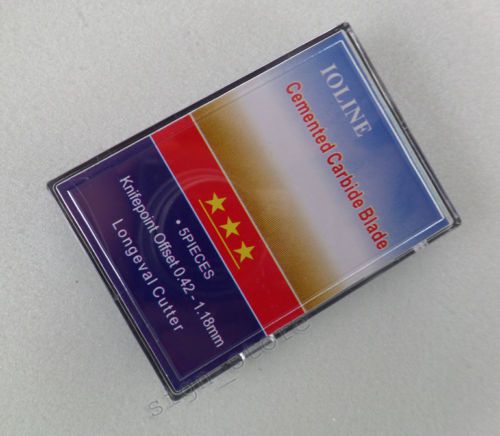 IOLINE
Cemented Carbide Blade
• 5PIECES
Knifepoint Offset 0.42 - 1.18mm
Longeval Cutter